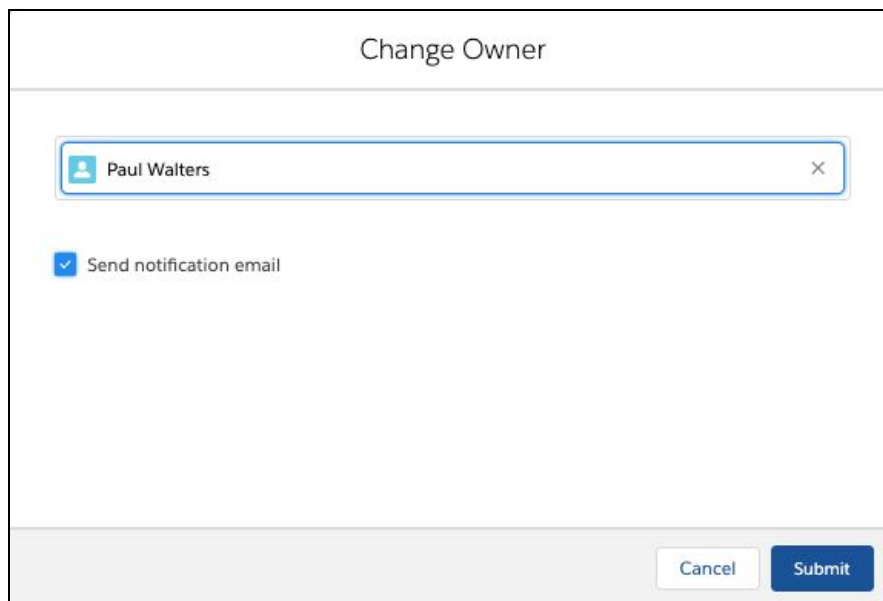 Change Owner
Paul Walters
Send notification email
Cancel Submit